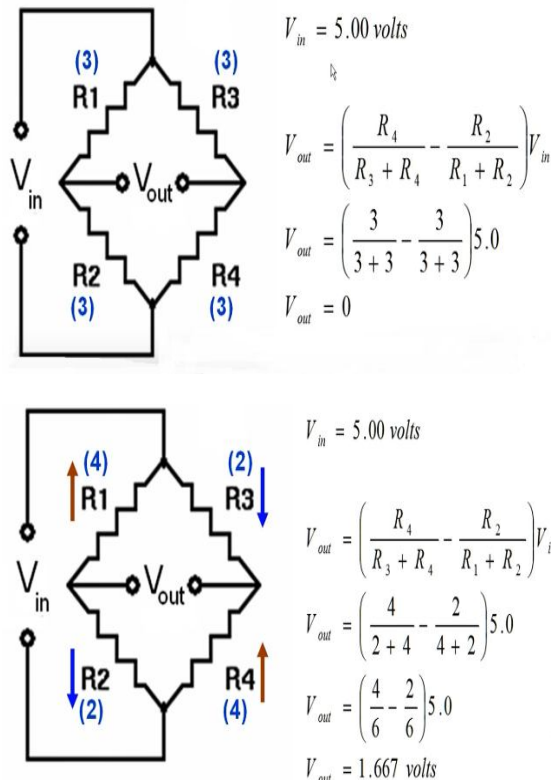 V_in = 5.00 volts
(3) (3)
R1 R3
V_out = (R_4 / (R_3 + R_4) - R_2 / (R_1 + R_2)) V_in
V_in V_out
V_out = (3 / (3 + 3) - 3 / (3 + 3)) 5.0
R2 R4
(3) (3)
V_out = 0
V_in = 5.00 volts
(4) (2)
R1 R3
V_out = (R_4 / (R_3 + R_4) - R_2 / (R_1 + R_2)) V_i
V_in V_out
V_out = (4 / (2 + 4) - 2 / (4 + 2)) 5.0
R2 R4
(2) (4)
V_out = (4 / 6 - 2 / 6) 5.0
V_out = 1.667 volts